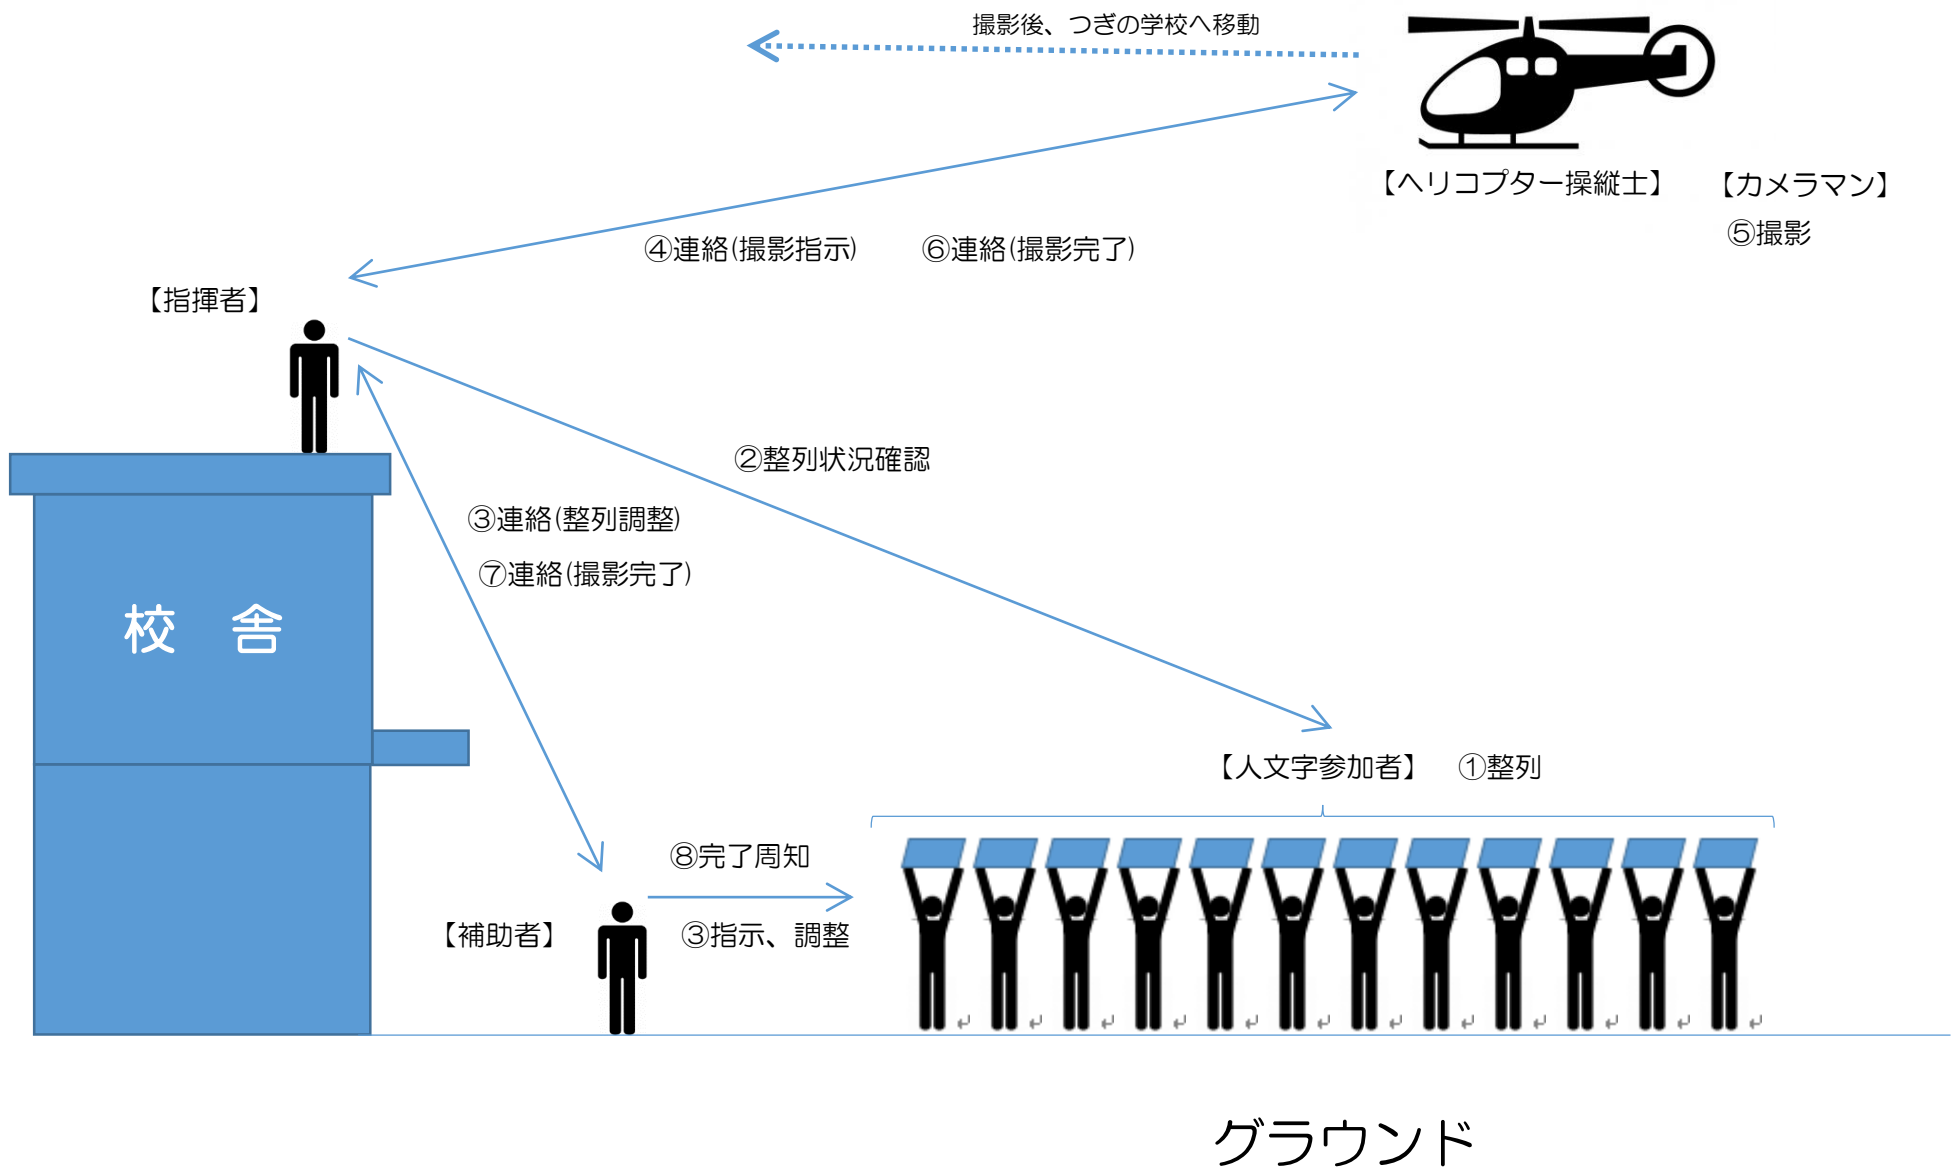 撮影後、つぎの学校へ移動
【ヘリコプター操縦士】 【カメラマン】
⑤撮影
④連絡(撮影指示) ⑥連絡(撮影完了)
【指揮者】
②整列状況確認
③連絡(整列調整)
⑦連絡(撮影完了)
校 舎
【人文字参加者】 ①整列
⑧完了周知
【補助者】 ③指示、調整
グラウンド